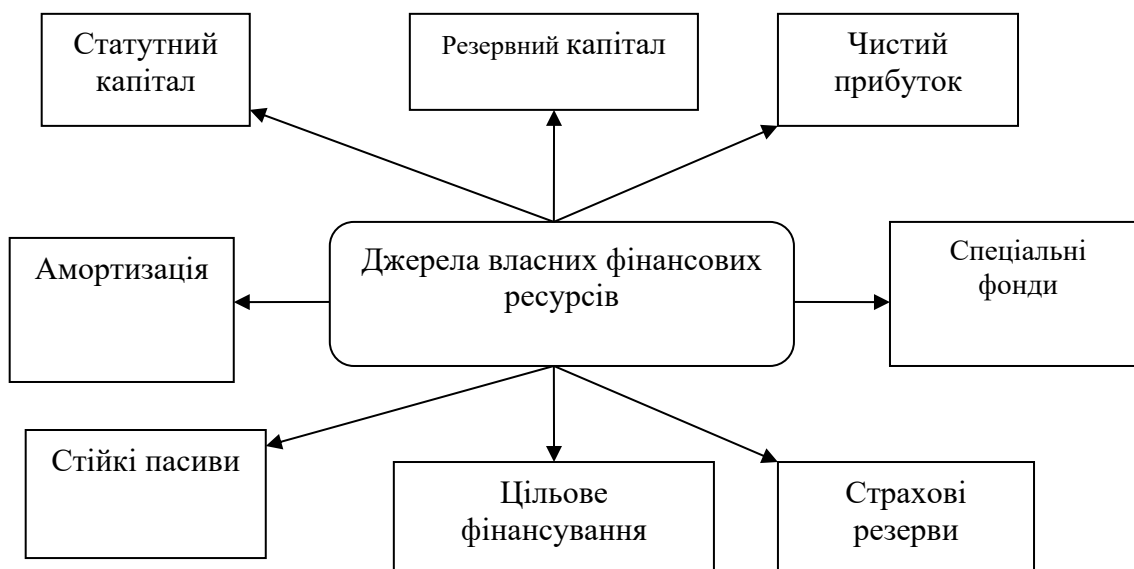 Статутний
капітал
Резервний капітал
Чистий
прибуток
Амортизація
Джерела власних фінансових
ресурсів
Спеціальні
фонди
Стійкі пасиви
Цільове
фінансування
Страхові
резерви